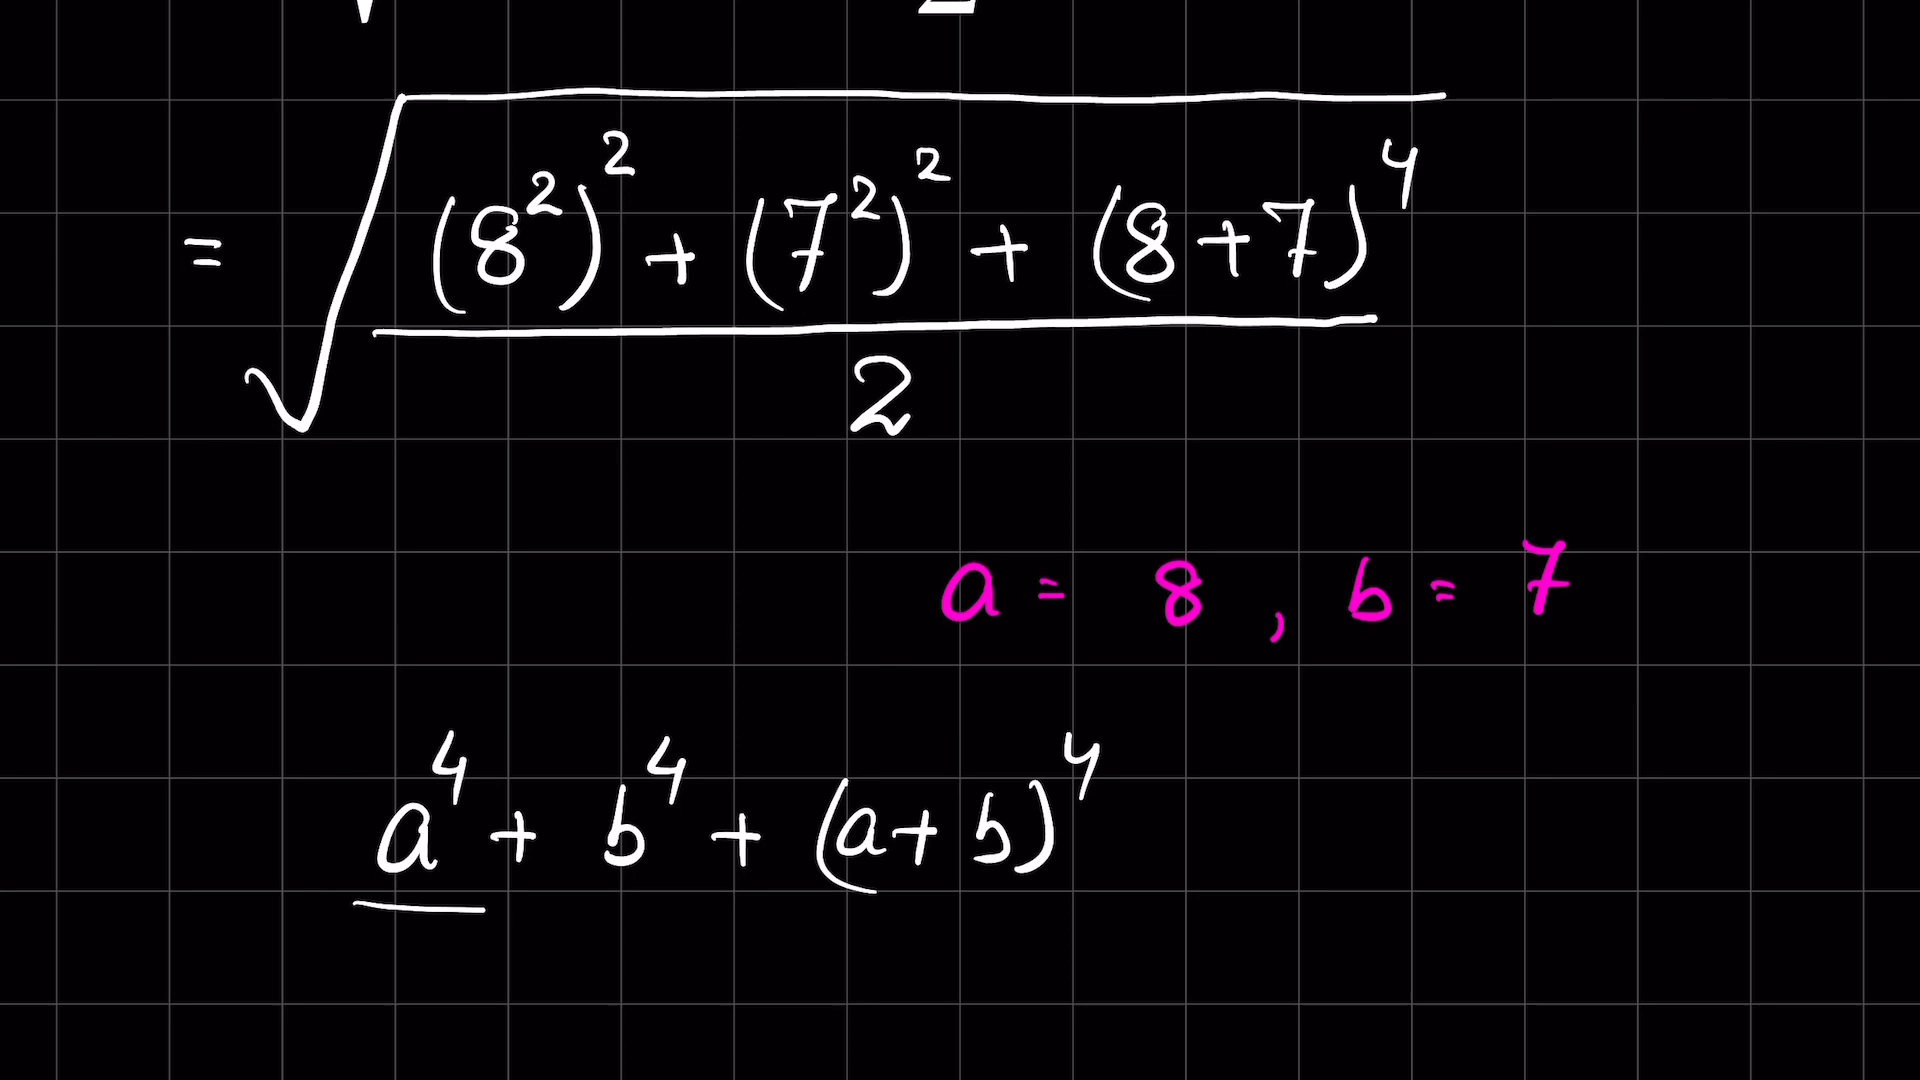 = √(((8²)² + (7²)² + (8+7)⁴) / 2)
a = 8 , b = 7
a⁴ + b⁴ + (a+b)⁴